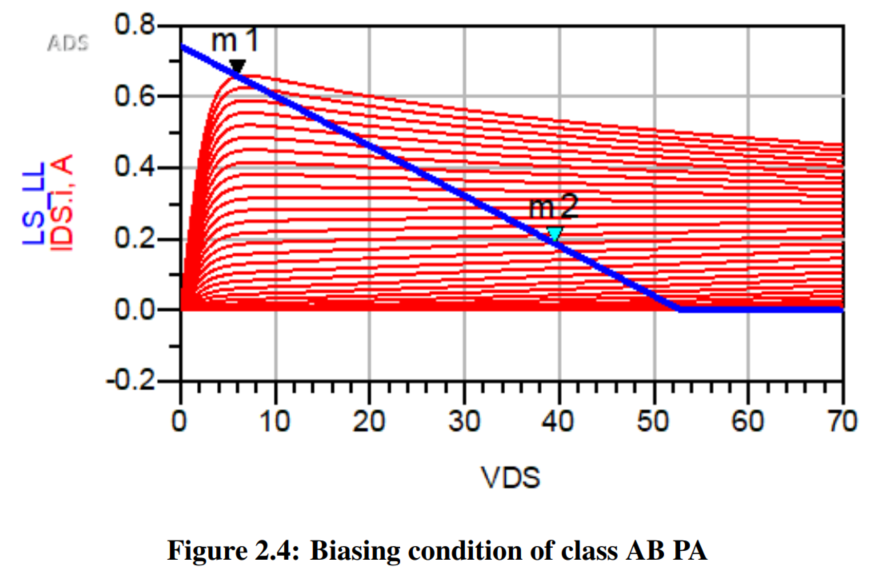 ADS
m1
m2
LS_LL
IDS.i, A
0.8
0.6
0.4
0.2
0.0
-0.2
0
10
20
30
40
50
60
70
VDS
Figure 2.4: Biasing condition of class AB PA